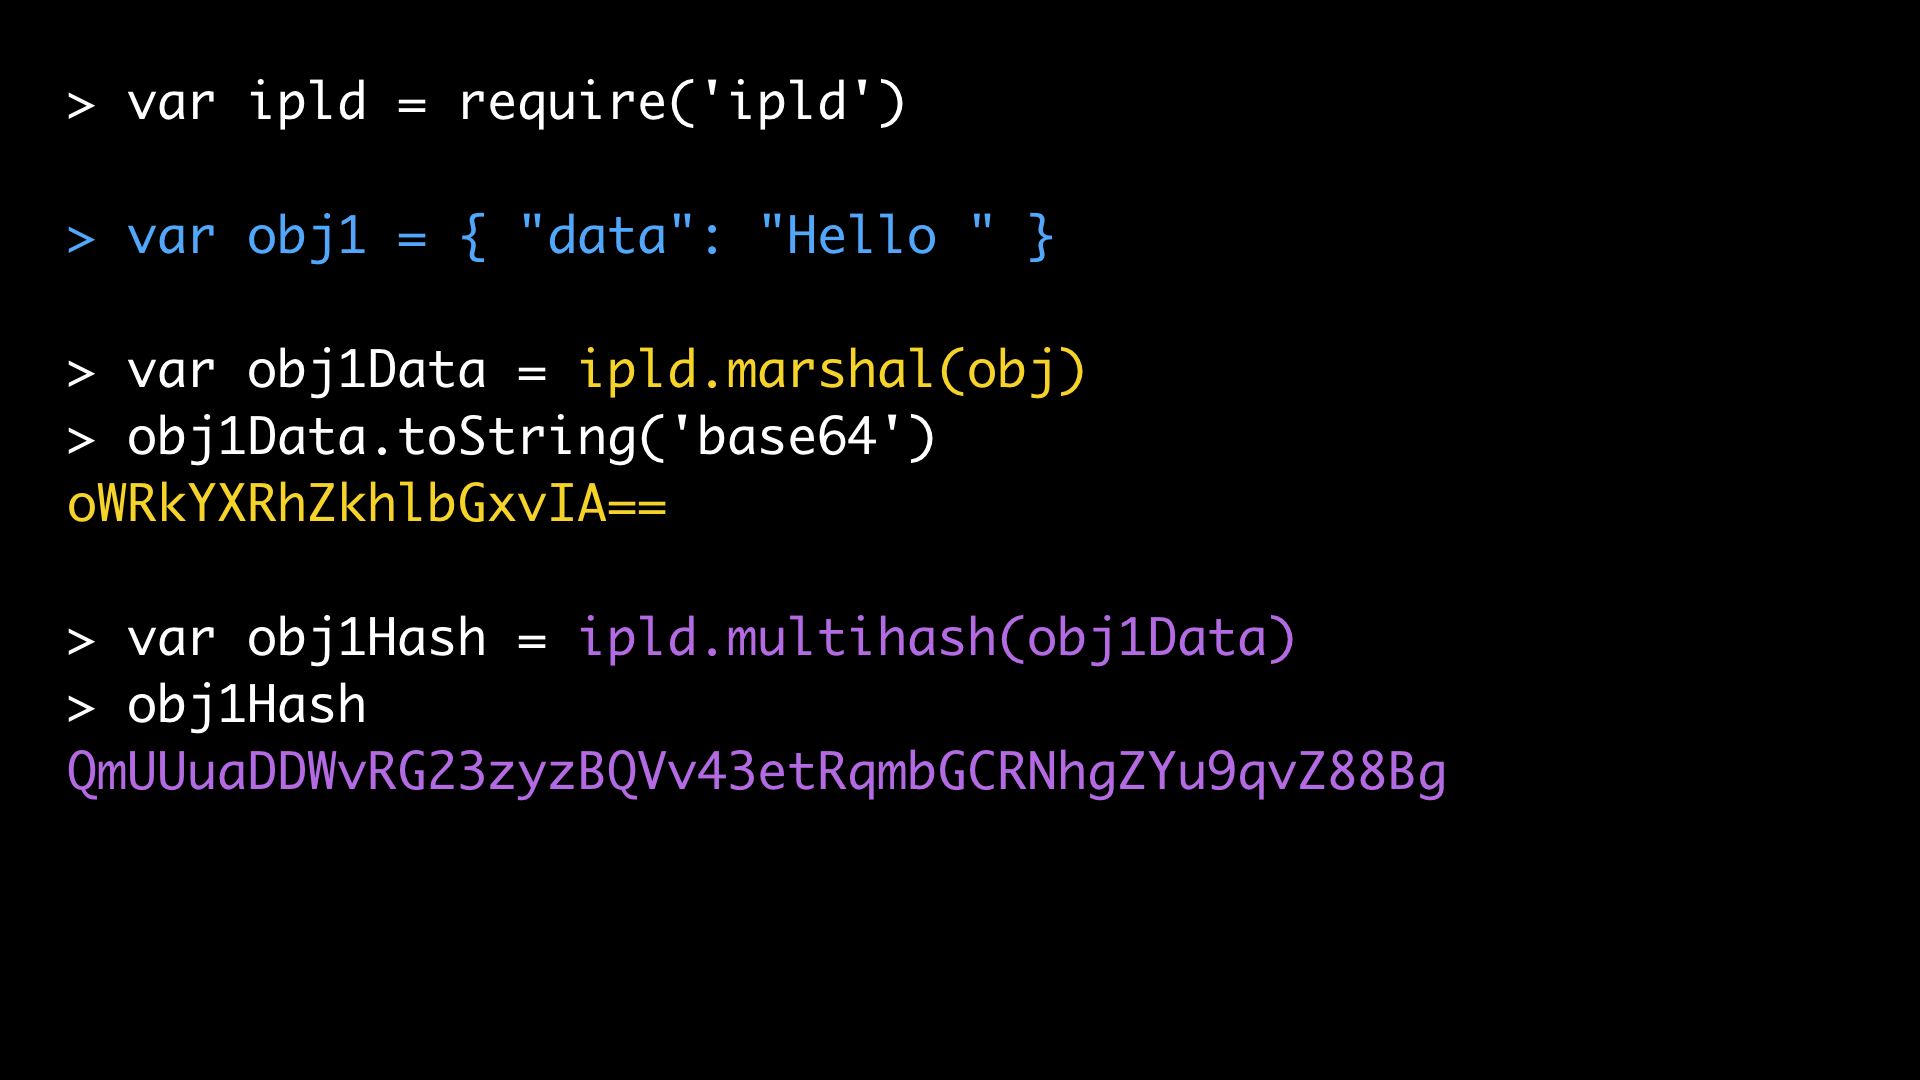 > var ipld = require('ipld')
> var obj1 = { "data": "Hello " }
> var obj1Data = ipld.marshal(obj)
> obj1Data.toString('base64')
oWRkYXRhZkhlbGxvIA==
> var obj1Hash = ipld.multihash(obj1Data)
> obj1Hash
QmUUuaDDWvRG23zyzBQVv43etRqmbGCRNhgZYu9qvZ88Bg